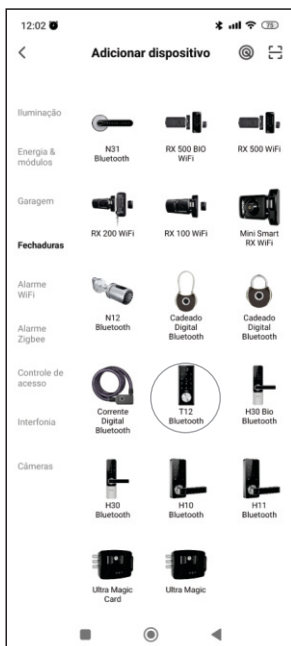 12:02
75
Adicionar dispositivo
Iluminação
Energia &
módulos
Garagem
Fechaduras
Alarme
WiFi
Alarme
Zigbee
Controle de
acesso
Interfonia
Câmeras
N31
Bluetooth
RX 500 BIO
WiFi
RX 500 WiFi
RX 200 WiFi
RX 100 WiFi
Mini Smart
RX WiFi
N12
Bluetooth
Cadeado
Digital
Bluetooth
Cadeado
Digital
Bluetooth
Corrente
Digital
Bluetooth
T12
Bluetooth
H30 Bio
Bluetooth
H30
Bluetooth
H10
Bluetooth
H11
Bluetooth
Ultra Magic
Card
Ultra Magic